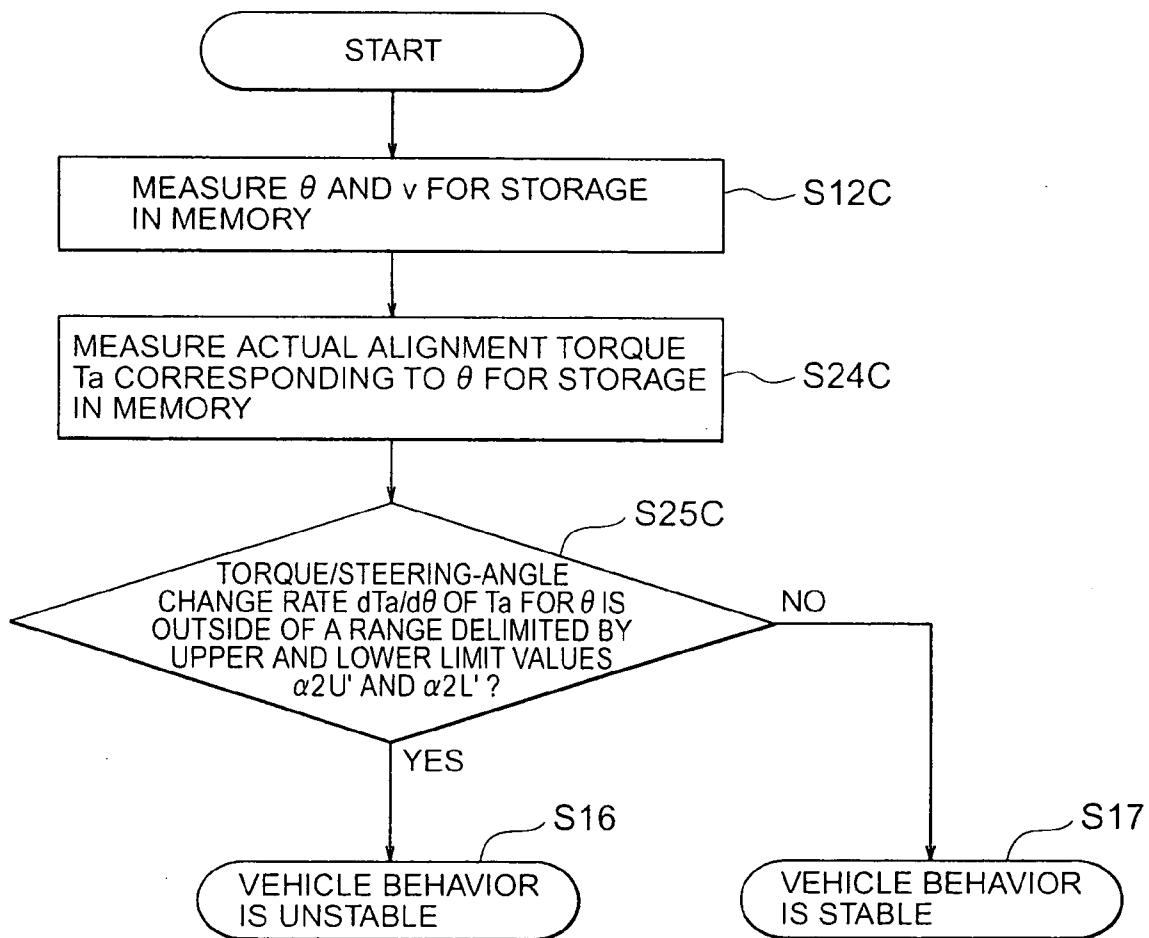 START
MEASURE θ AND v FOR STORAGE
IN MEMORY
S12C
MEASURE ACTUAL ALIGNMENT TORQUE
Ta CORRESPONDING TO θ FOR STORAGE
IN MEMORY
S24C
S25C
TORQUE/STEERING-ANGLE
CHANGE RATE dTa/dθ OF Ta FOR θ IS
OUTSIDE OF A RANGE DELIMITED BY
UPPER AND LOWER LIMIT VALUES
α2U' AND α2L' ?
NO
YES
S16
VEHICLE BEHAVIOR
IS UNSTABLE
S17
VEHICLE BEHAVIOR
IS STABLE